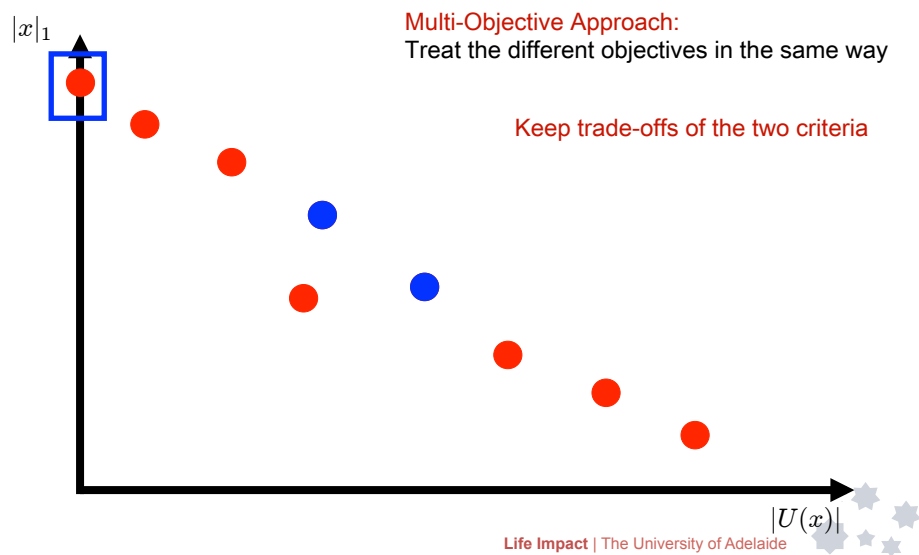 |x|₁
Multi-Objective Approach:
Treat the different objectives in the same way
Keep trade-offs of the two criteria
|U(x)|
Life Impact | The University of Adelaide